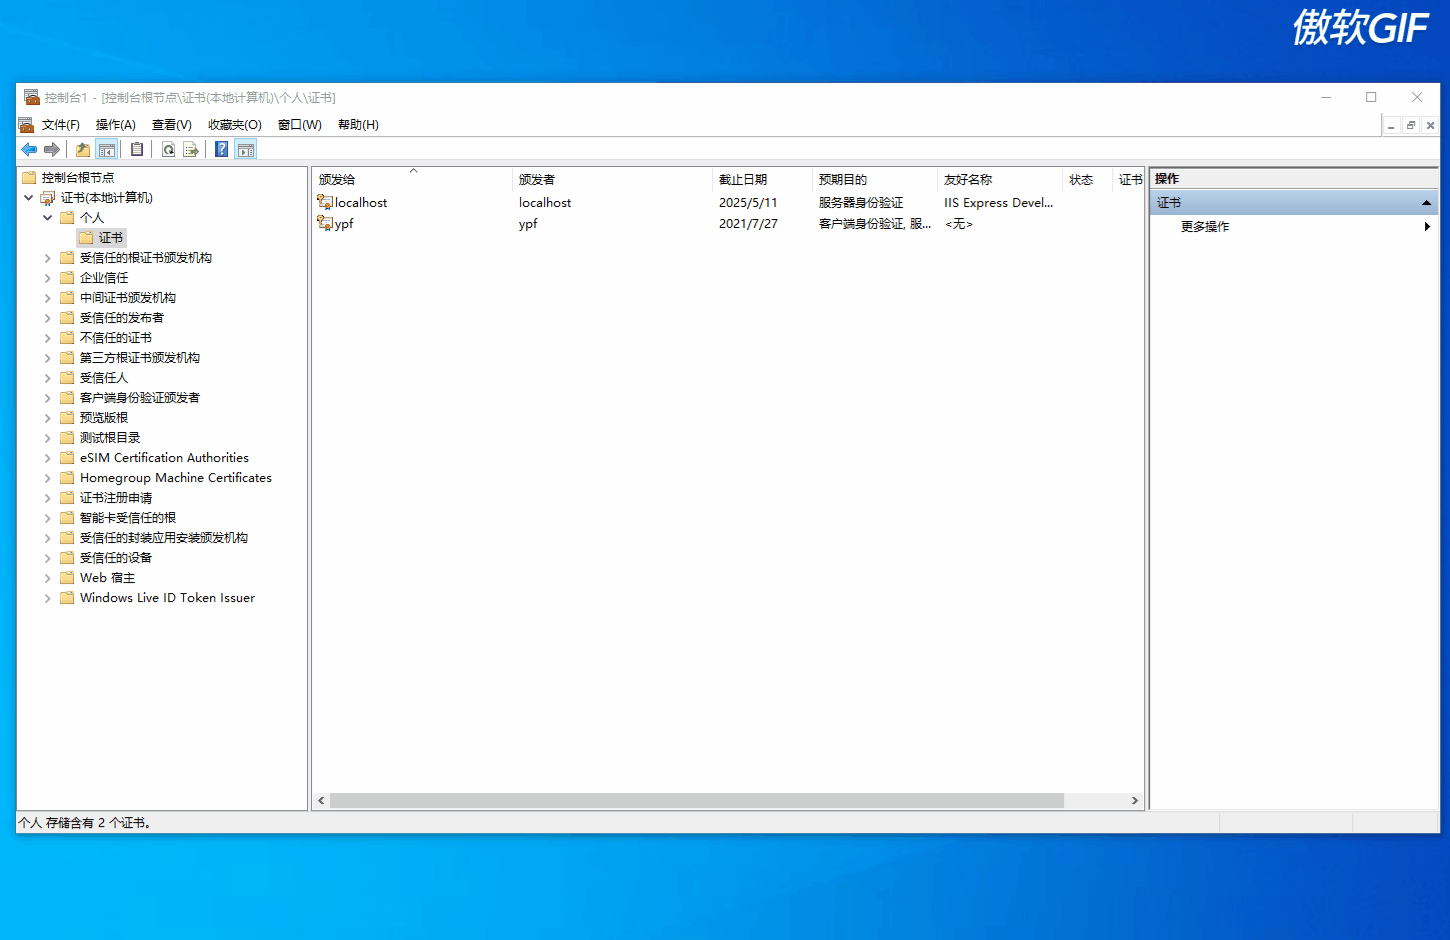 傲软GIF
控制台1 - [控制台根节点\证书(本地计算机)\个人\证书]
文件(F) 操作(A) 查看(V) 收藏夹(O) 窗口(W) 帮助(H)
控制台根节点
证书(本地计算机)
个人
证书
受信任的根证书颁发机构
企业信任
中间证书颁发机构
受信任的发布者
不信任的证书
第三方根证书颁发机构
受信任人
客户端身份验证颁发者
预览版根
测试根目录
eSIM Certification Authorities
Homegroup Machine Certificates
证书注册申请
智能卡受信任的根
受信任的封装应用安装颁发机构
受信任的设备
Web 宿主
Windows Live ID Token Issuer
颁发给 颁发者 截止日期 预期目的 友好名称 状态 证书
localhost localhost 2025/5/11 服务器身份验证 IIS Express Devel...
ypf ypf 2021/7/27 客户端身份验证, 服... <无>
操作
证书
更多操作
个人 存储含有 2 个证书。